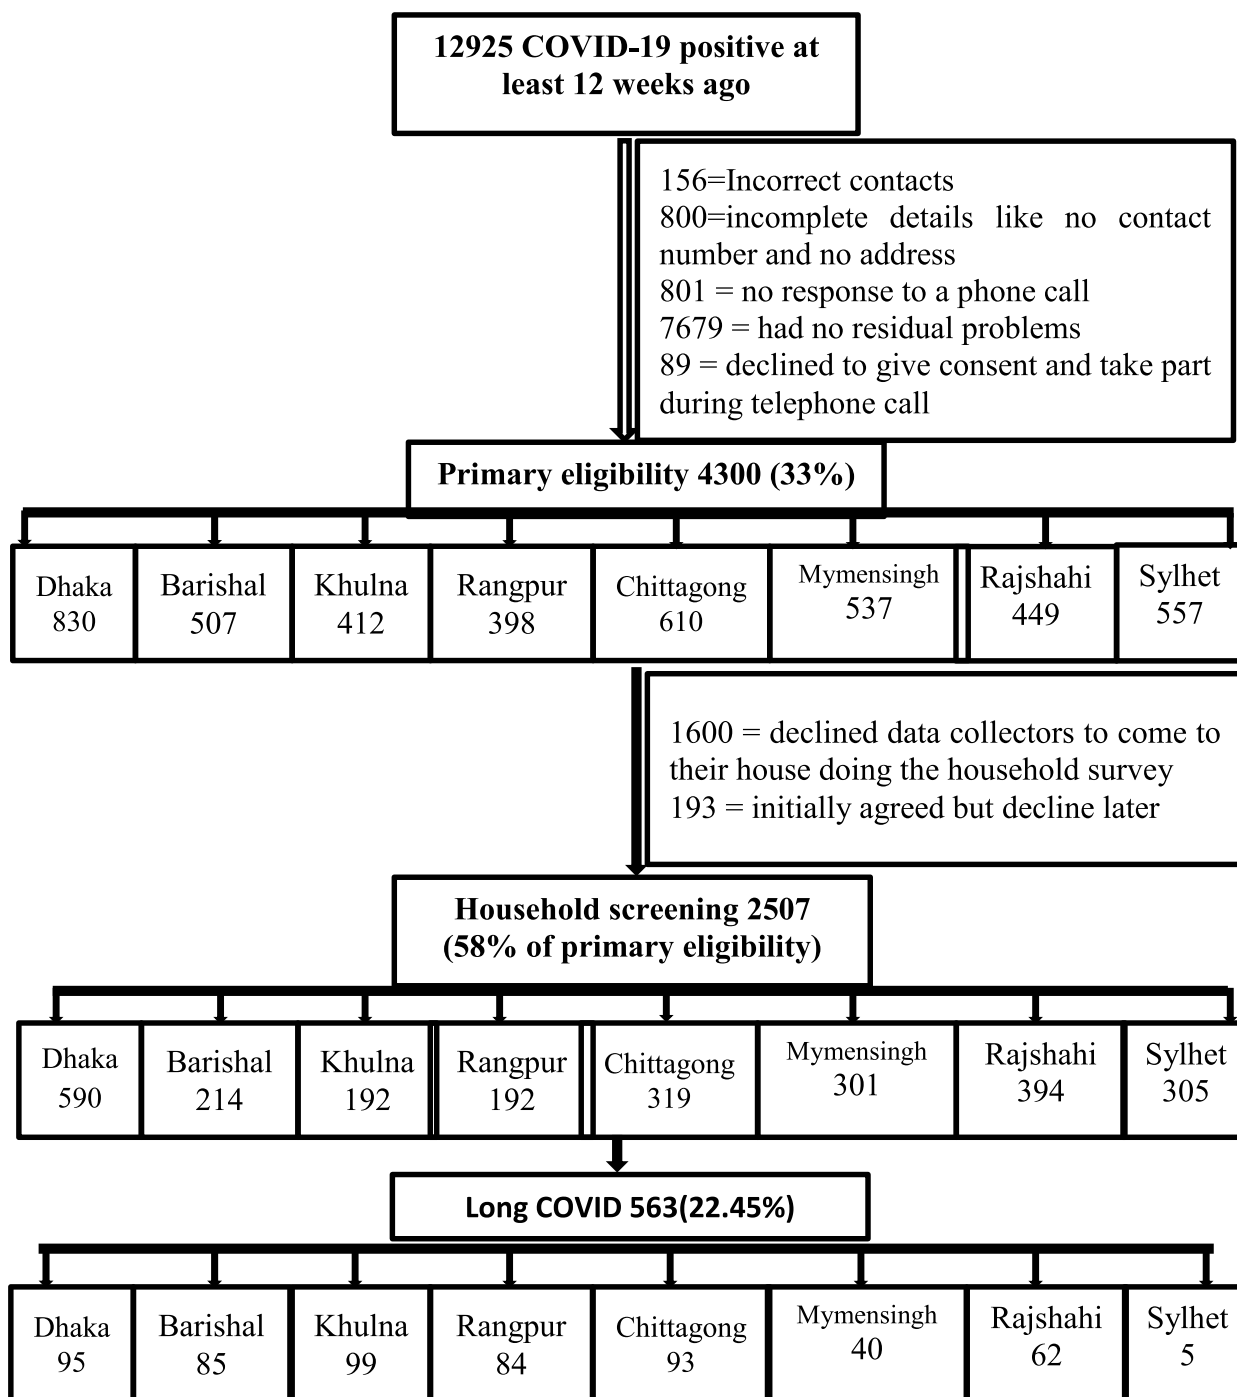 12925 COVID-19 positive at
least 12 weeks ago
156=Incorrect contacts
800=incomplete details like no contact
number and no address
801 = no response to a phone call
7679 = had no residual problems
89 = declined to give consent and take part
during telephone call
Primary eligibility 4300 (33%)
Dhaka
830
Barishal
507
Khulna
412
Rangpur
398
Chittagong
610
Mymensingh
537
Rajshahi
449
Sylhet
557
1600 = declined data collectors to come to
their house doing the household survey
193 = initially agreed but decline later
Household screening 2507
(58% of primary eligibility)
Dhaka
590
Barishal
214
Khulna
192
Rangpur
192
Chittagong
319
Mymensingh
301
Rajshahi
394
Sylhet
305
Long COVID 563(22.45%)
Dhaka
95
Barishal
85
Khulna
99
Rangpur
84
Chittagong
93
Mymensingh
40
Rajshahi
62
Sylhet
5